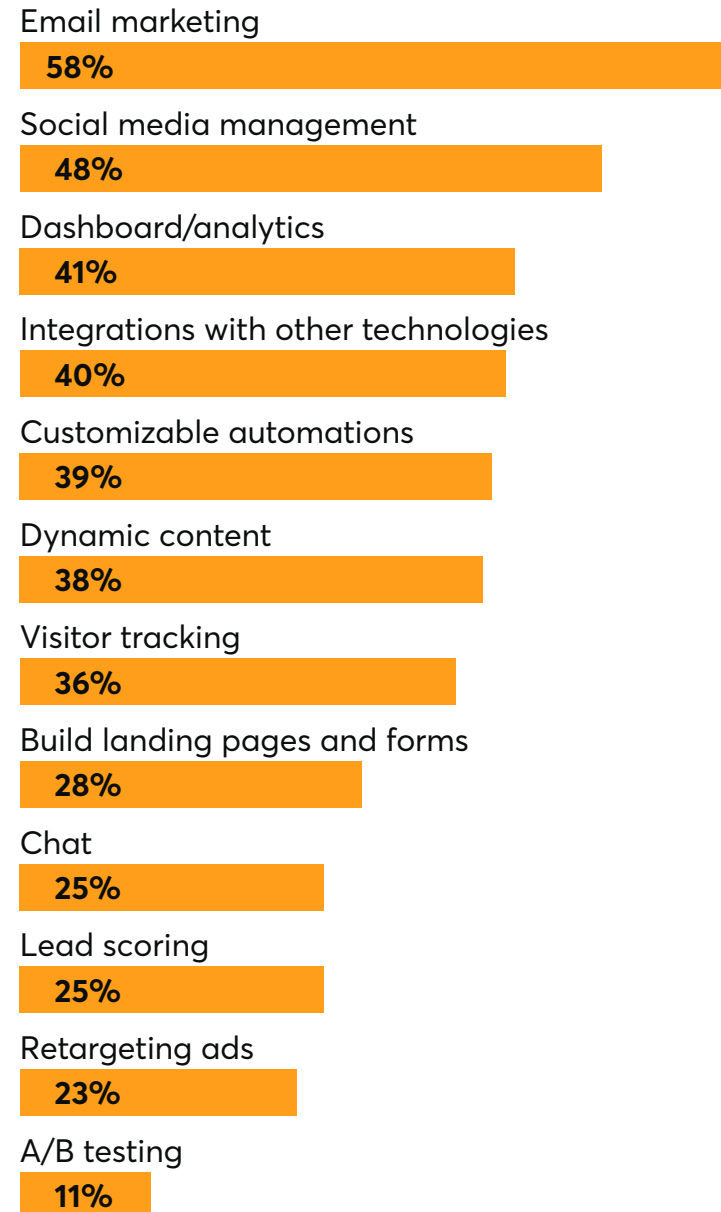 Email marketing
58%
Social media management
48%
Dashboard/analytics
41%
Integrations with other technologies
40%
Customizable automations
39%
Dynamic content
38%
Visitor tracking
36%
Build landing pages and forms
28%
Chat
25%
Lead scoring
25%
Retargeting ads
23%
A/B testing
11%